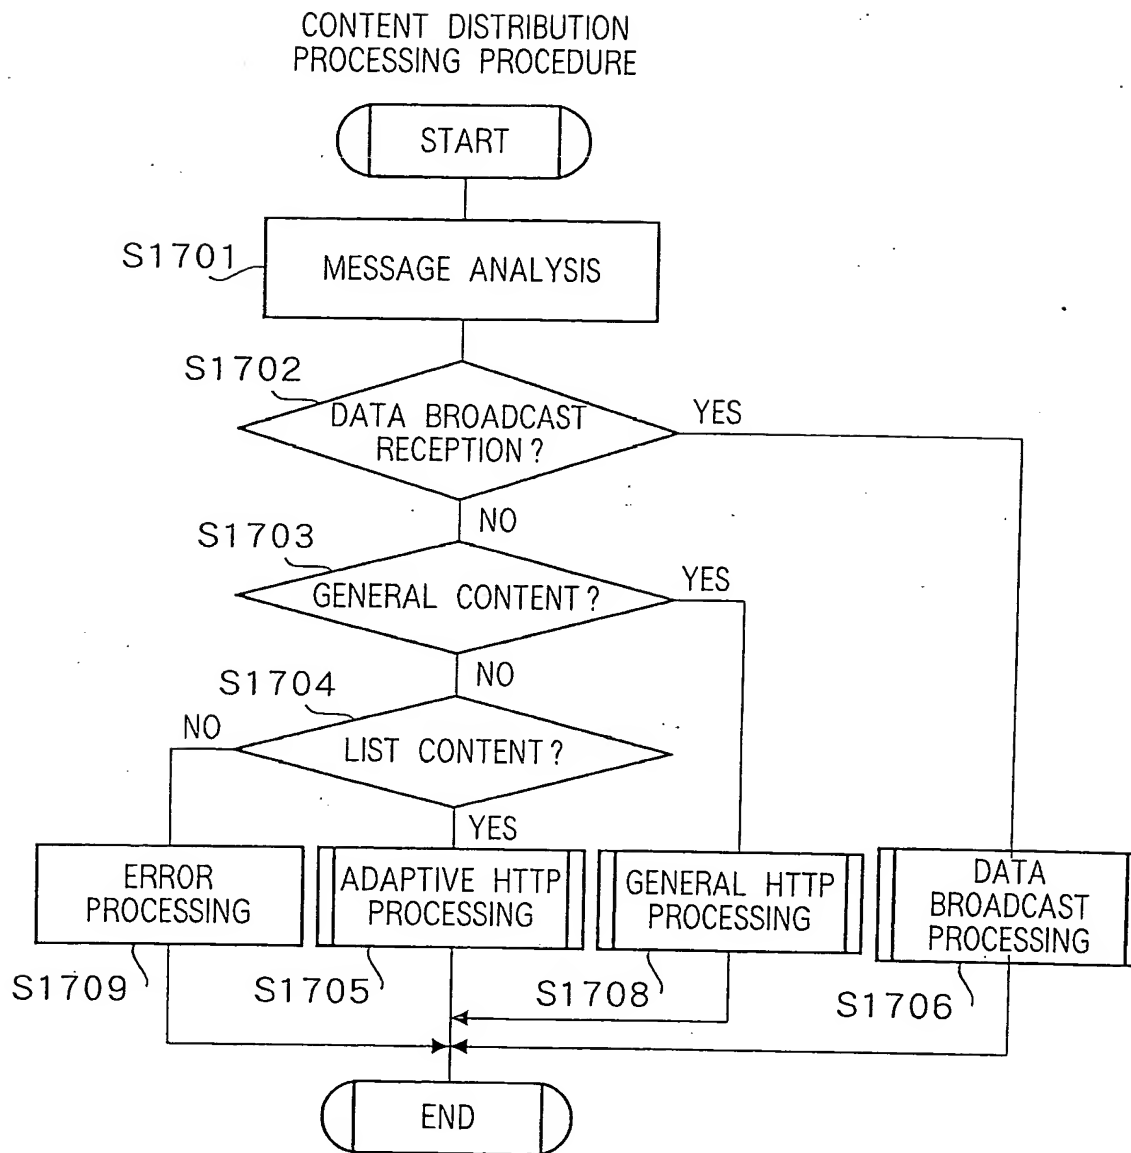 CONTENT DISTRIBUTION
PROCESSING PROCEDURE
START
S1701
MESSAGE ANALYSIS
S1702
DATA BROADCAST
RECEPTION?
YES
NO
S1703
GENERAL CONTENT?
YES
NO
S1704
LIST CONTENT?
NO
YES
ERROR
PROCESSING
ADAPTIVE HTTP
PROCESSING
GENERAL HTTP
PROCESSING
DATA
BROADCAST
PROCESSING
S1709
S1705
S1708
S1706
END